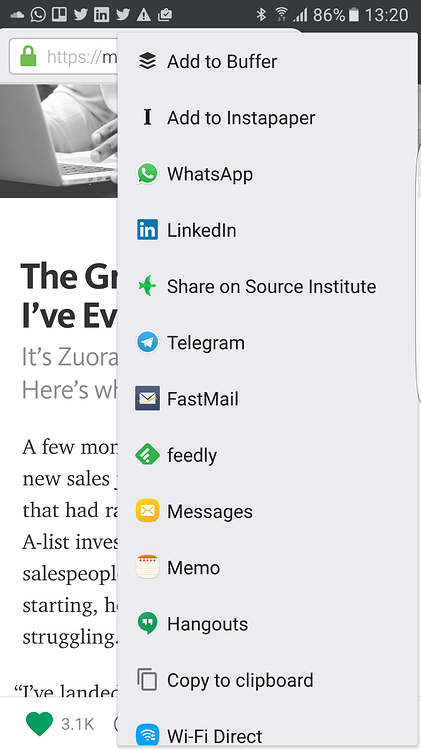 86% 13:20
https://m
Add to Buffer
Add to Instapaper
WhatsApp
LinkedIn
Share on Source Institute
Telegram
FastMail
feedly
Messages
Memo
Hangouts
Copy to clipboard
Wi-Fi Direct
The Gr
I’ve Ev
It’s Zuora
Here’s wh
A few mon
new sales j
that had ra
A-list inves
salespeople
starting, he
struggling.
“I’ve landed
3.1K